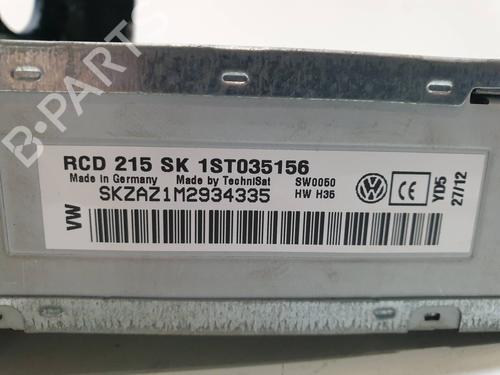 RCD 215 SK 1ST035156
Made in Germany Made by TechniSat SW0050
SKZAZ1M2934335 HW H35
VW
CE
YD5
27/12
B-PARTS